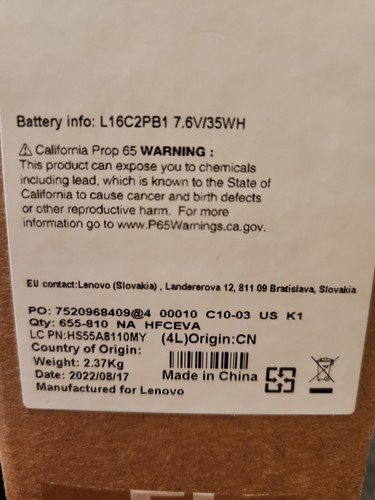 Battery info: L16C2PB1 7.6V/35WH
⚠ California Prop 65 WARNING :
This product can expose you to chemicals
including lead, which is known to the State of
California to cause cancer and birth defects
or other reproductive harm. For more
information go to www.P65Warnings.ca.gov.
EU contact:Lenovo (Slovakia) , Landererova 12, 811 09 Bratislava, Slovakia
PO: 7520968409@4 00010 C10-03 US K1
Qty: 655-810 NA HFCEVA
LC PN:HS55A8110MY (4L)Origin:CN
Country of Origin:
Weight: 2.37Kg
Made in China
Date: 2022/08/17
Manufactured for Lenovo